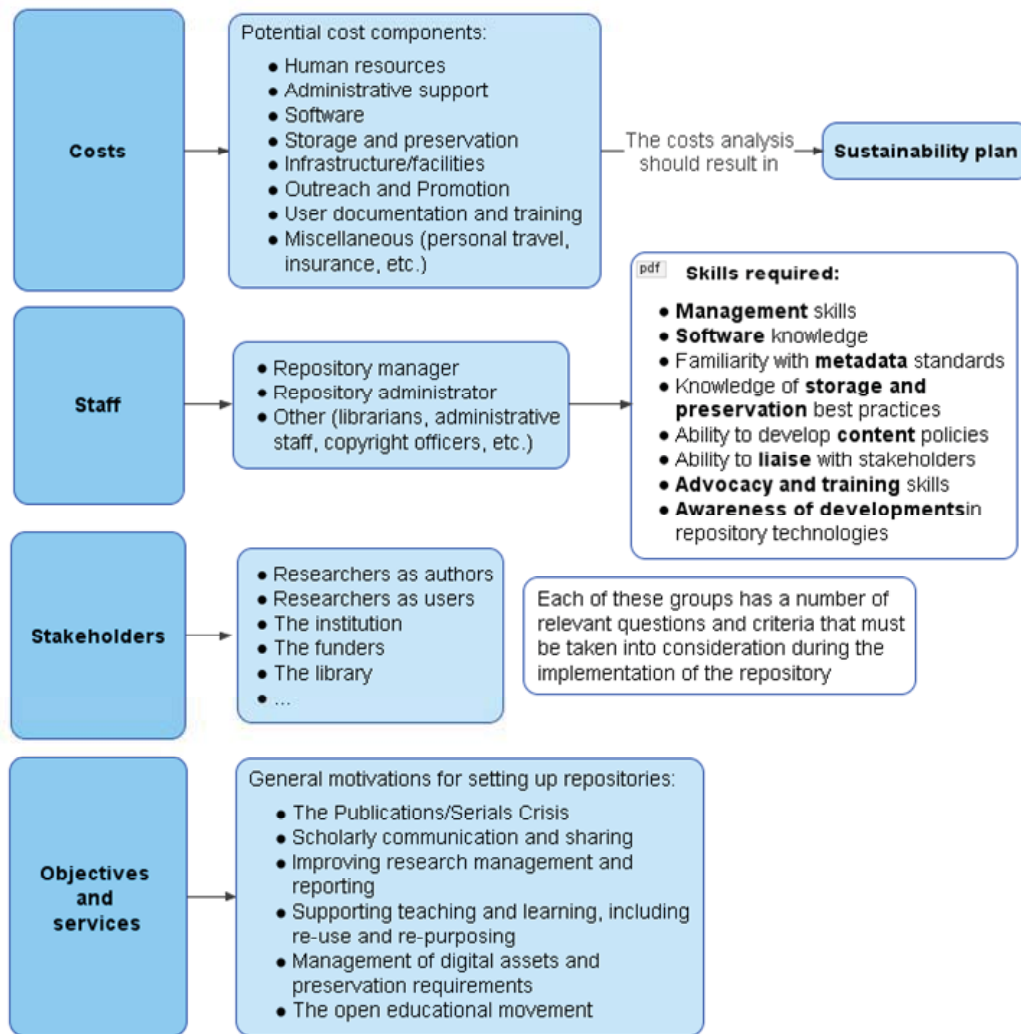 Costs
Potential cost components:
● Human resources
● Administrative support
● Software
● Storage and preservation
● Infrastructure/facilities
● Outreach and Promotion
● User documentation and training
● Miscellaneous (personal travel,
insurance, etc.)
The costs analysis
should result in
Sustainability plan
Staff
● Repository manager
● Repository administrator
● Other (librarians, administrative
staff, copyright officers, etc.)
pdf Skills required:
● Management skills
● Software knowledge
● Familiarity with metadata standards
● Knowledge of storage and
preservation best practices
● Ability to develop content policies
● Ability to liaise with stakeholders
● Advocacy and training skills
● Awareness of developmentsin
repository technologies
Stakeholders
● Researchers as authors
● Researchers as users
● The institution
● The funders
● The library
● ...
Each of these groups has a number of
relevant questions and criteria that must
be taken into consideration during the
implementation of the repository
Objectives
and
services
General motivations for setting up repositories:
● The Publications/Serials Crisis
● Scholarly communication and sharing
● Improving research management and
reporting
● Supporting teaching and learning, including
re-use and re-purposing
● Management of digital assets and
preservation requirements
● The open educational movement